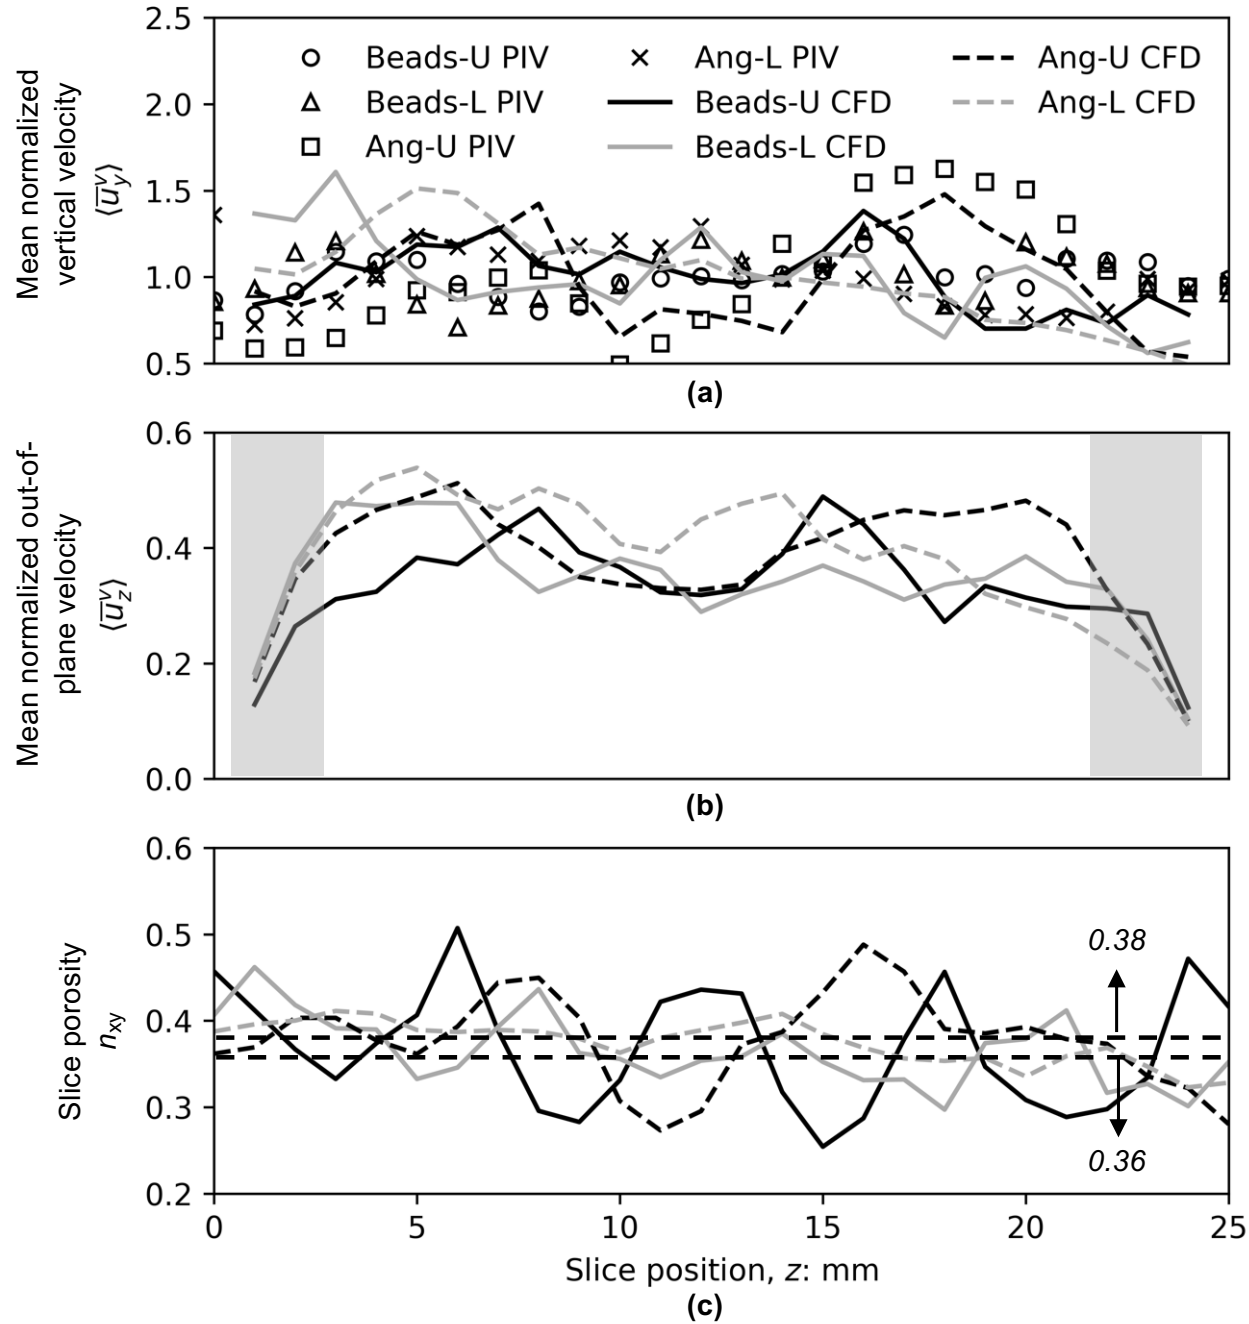 Mean normalized
vertical velocity
⟨u̅ᵥʸ⟩
2.5
2.0
1.5
1.0
0.5
Beads-U PIV
Beads-L PIV
Ang-U PIV
Ang-L PIV
Beads-U CFD
Beads-L CFD
Ang-U CFD
Ang-L CFD
(a)
Mean normalized out-of-
plane velocity
⟨u̅_z^v⟩
0.6
0.4
0.2
0.0
(b)
Slice porosity
n_xy
0.6
0.5
0.4
0.3
0.2
0.38
0.36
0
5
10
15
20
25
Slice position, z: mm
(c)